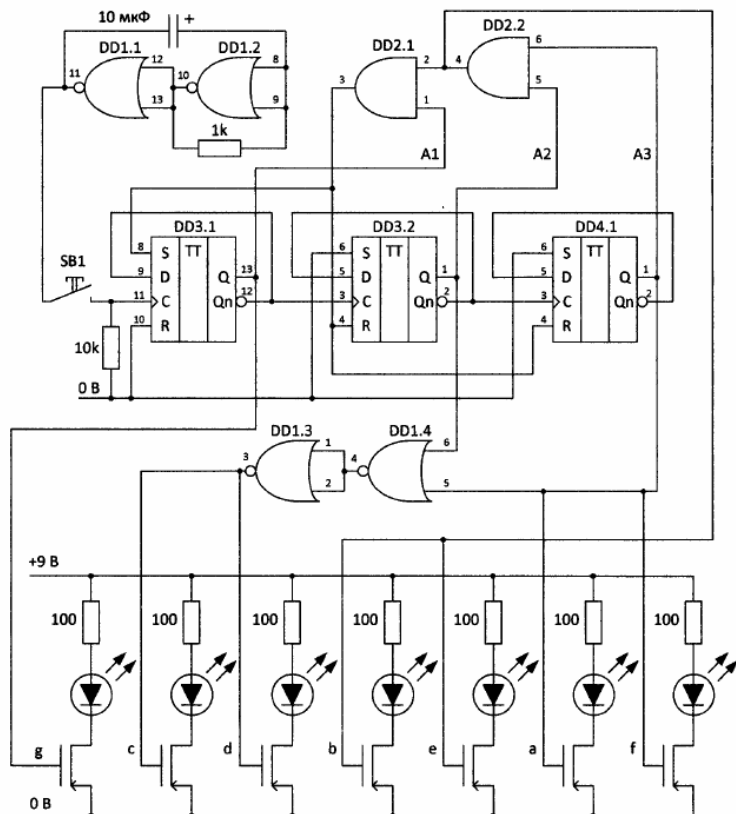 10 мкФ +
DD1.1 DD1.2 DD2.1 DD2.2
11 12 13 10 8 9
3 2 1 4 6 5
1k
A1 A2 A3
DD3.1 DD3.2 DD4.1
SB1
8 S TT
9 D Q 13
11 C Qn 12
10 R
6 S TT
5 D Q 1
3 C Qn 2
4 R
6 S TT
5 D Q 1
3 C Qn 2
4 R
10k
0 В
DD1.3 DD1.4
3 1 2 4 6 5
+9 В
100 100 100 100 100 100 100
g c d b e a f
0 В